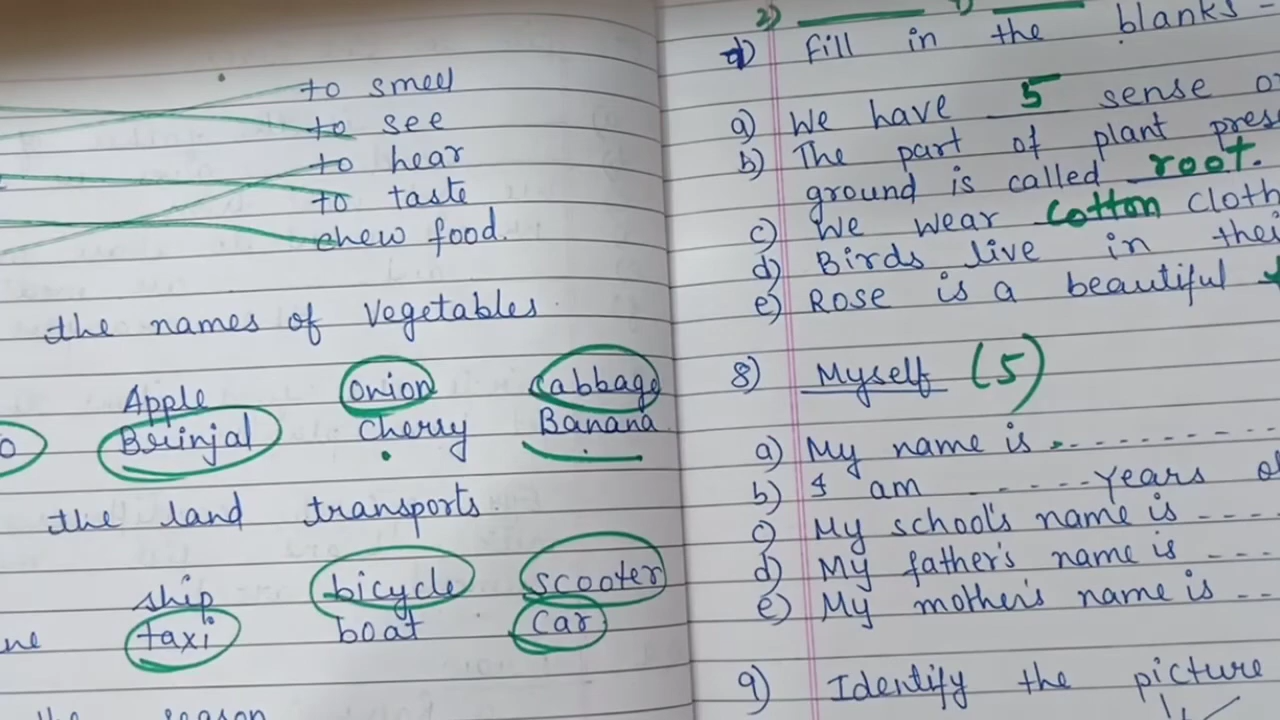 to smell
to see
to hear
to taste
chew food.
the names of vegetables
Apple onion cabbage
Brinjal cherry Banana
the land transports
ship bicycle scooter
taxi boat car
season
2) ________
d) Fill in the blanks -
a) We have 5 sense
b) The part of plant
ground is called root.
c) We wear cotton
d) Birds live in
e) Rose is a beautiful
8) Myself (5)
a) My name is ----------
b) I am -----years
c) My school's name is ----
d) My father's name is ---
e) My mother's name is --
9) Identify the picture